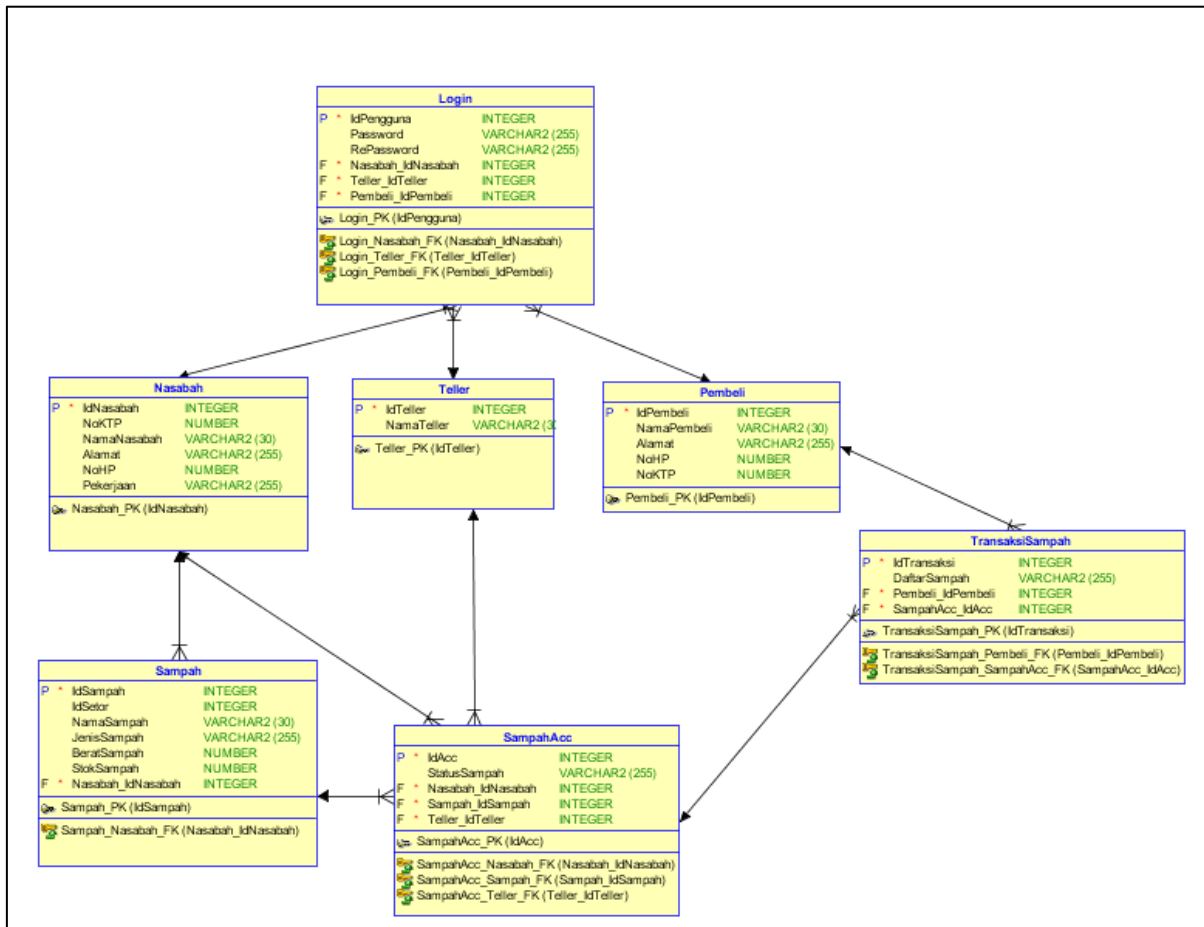 Login
P * IdPengguna INTEGER
Password VARCHAR2 (255)
RePassword VARCHAR2 (255)
F * Nasabah_IdNasabah INTEGER
F * Teller_IdTeller INTEGER
F * Pembeli_IdPembeli INTEGER
Login_PK (IdPengguna)
Login_Nasabah_FK (Nasabah_IdNasabah)
Login_Teller_FK (Teller_IdTeller)
Login_Pembeli_FK (Pembeli_IdPembeli)
Nasabah
P * IdNasabah INTEGER
NoKTP NUMBER
NamaNasabah VARCHAR2 (30)
Alamat VARCHAR2 (255)
NoHP NUMBER
Pekerjaan VARCHAR2 (255)
Nasabah_PK (IdNasabah)
Teller
P * IdTeller INTEGER
NamaTeller VARCHAR2 (3
Teller_PK (IdTeller)
Pembeli
P * IdPembeli INTEGER
NamaPembeli VARCHAR2 (30)
Alamat VARCHAR2 (255)
NoHP NUMBER
NoKTP NUMBER
Pembeli_PK (IdPembeli)
TransaksiSampah
P * IdTransaksi INTEGER
DaftarSampah VARCHAR2 (255)
F * Pembeli_IdPembeli INTEGER
F * SampahAcc_IdAcc INTEGER
TransaksiSampah_PK (IdTransaksi)
TransaksiSampah_Pembeli_FK (Pembeli_IdPembeli)
TransaksiSampah_SampahAcc_FK (SampahAcc_IdAcc)
Sampah
P * IdSampah INTEGER
IdSetor INTEGER
NamaSampah VARCHAR2 (30)
JenisSampah VARCHAR2 (255)
BeratSampah NUMBER
StokSampah NUMBER
F * Nasabah_IdNasabah INTEGER
Sampah_PK (IdSampah)
Sampah_Nasabah_FK (Nasabah_IdNasabah)
SampahAcc
P * IdAcc INTEGER
StatusSampah VARCHAR2 (255)
F * Nasabah_IdNasabah INTEGER
F * Sampah_IdSampah INTEGER
F * Teller_IdTeller INTEGER
SampahAcc_PK (IdAcc)
SampahAcc_Nasabah_FK (Nasabah_IdNasabah)
SampahAcc_Sampah_FK (Sampah_IdSampah)
SampahAcc_Teller_FK (Teller_IdTeller)